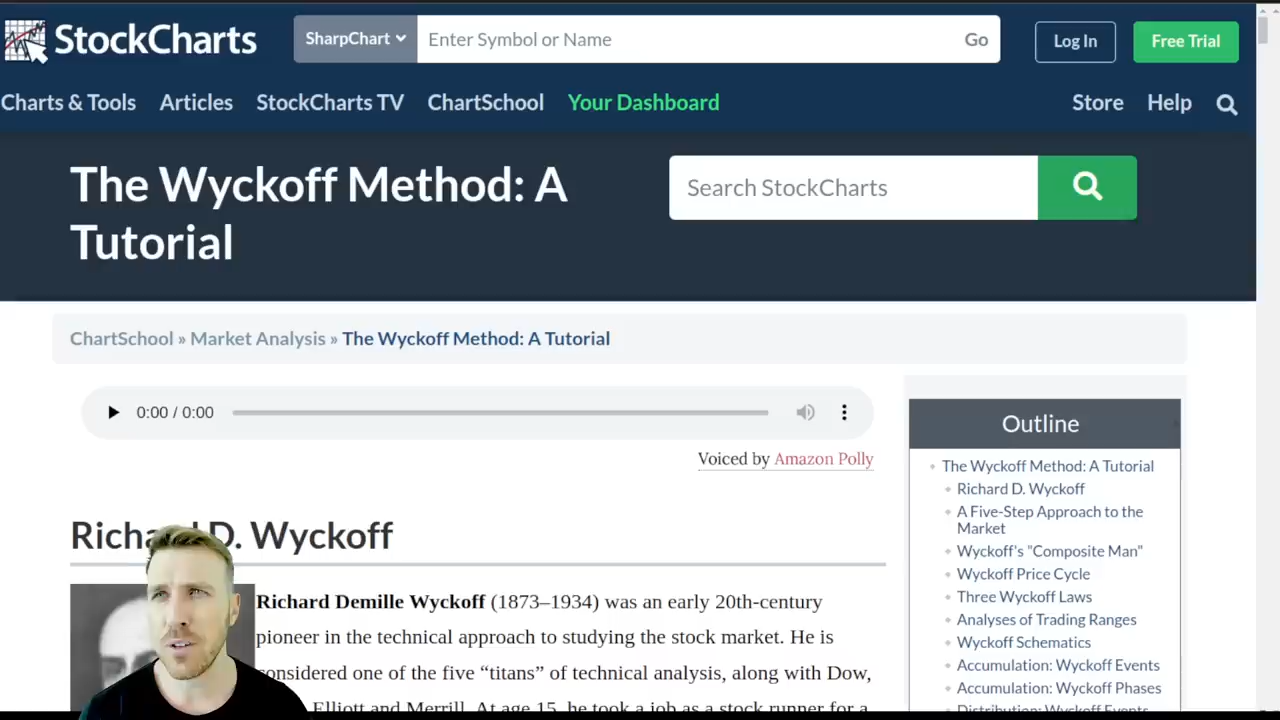 StockCharts
SharpChart
Enter Symbol or Name
Go
Log In
Free Trial
Charts & Tools
Articles
StockCharts TV
ChartSchool
Your Dashboard
Store
Help
The Wyckoff Method: A
Tutorial
Search StockCharts
ChartSchool » Market Analysis » The Wyckoff Method: A Tutorial
0:00 / 0:00
Voiced by Amazon Polly
Richard D. Wyckoff
Richard Demille Wyckoff (1873–1934) was an early 20th-century
pioneer in the technical approach to studying the stock market. He is
considered one of the five “titans” of technical analysis, along with Dow,
Elliott and Merrill. At age 15, he took a job as a stock runner for a
Outline
The Wyckoff Method: A Tutorial
Richard D. Wyckoff
A Five-Step Approach to the
Market
Wyckoff's "Composite Man"
Wyckoff Price Cycle
Three Wyckoff Laws
Analyses of Trading Ranges
Wyckoff Schematics
Accumulation: Wyckoff Events
Accumulation: Wyckoff Phases
Distribution: Wyckoff Events